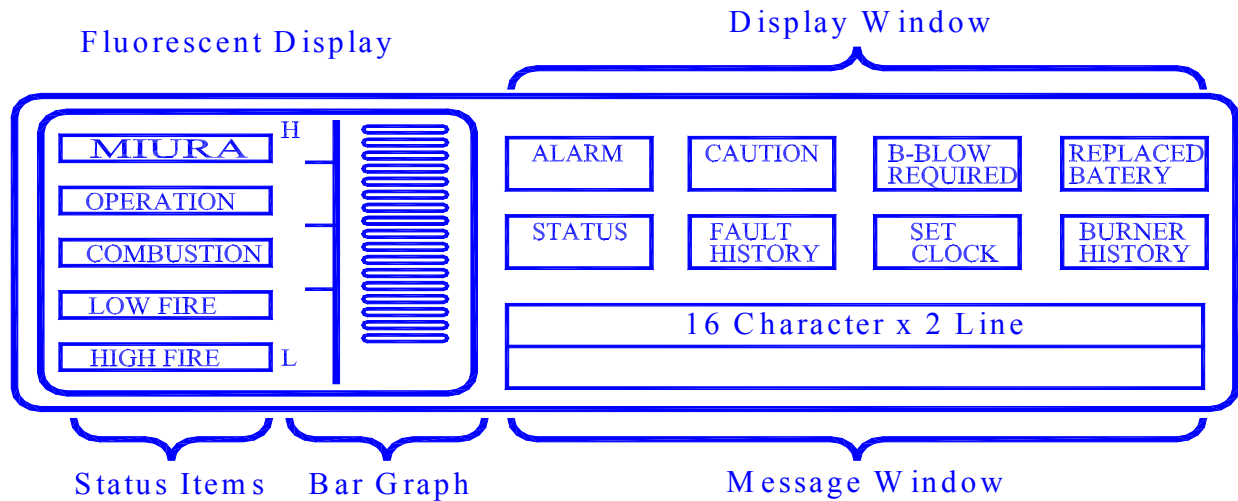 Fluorescent Display
Display Window
MIURA
OPERATION
COMBUSTION
LOW FIRE
HIGH FIRE
H
L
ALARM
CAUTION
B-BLOW
REQUIRED
REPLACED
BATERY
STATUS
FAULT
HISTORY
SET
CLOCK
BURNER
HISTORY
16 Character x 2 Line
Status Items
Bar Graph
Message Window